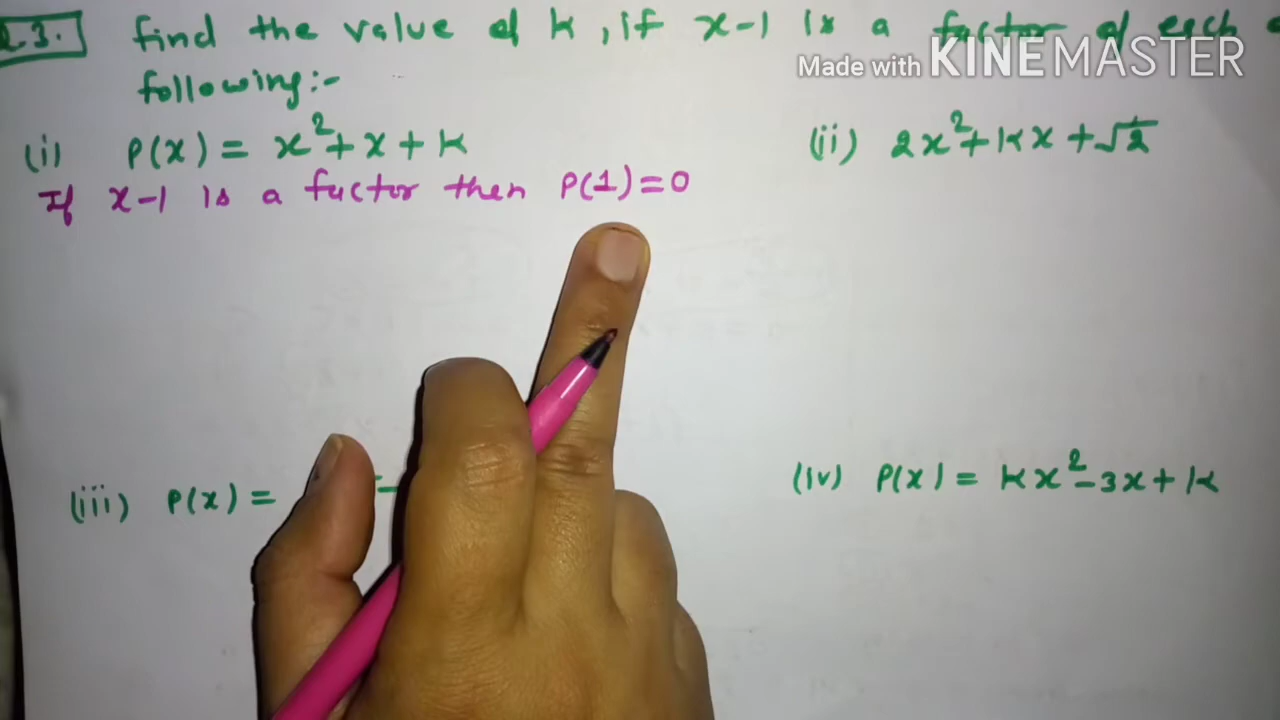 Q.3. find the value of k, if x-1 is a factor of each
following:-
Made with KINEMASTER
(i) P(x) = x²+x+k
(ii) 2x²+kx+√2
If x-1 is a factor then P(1)=0
(iii) P(x) =
(iv) P(x) = kx²-3x+k